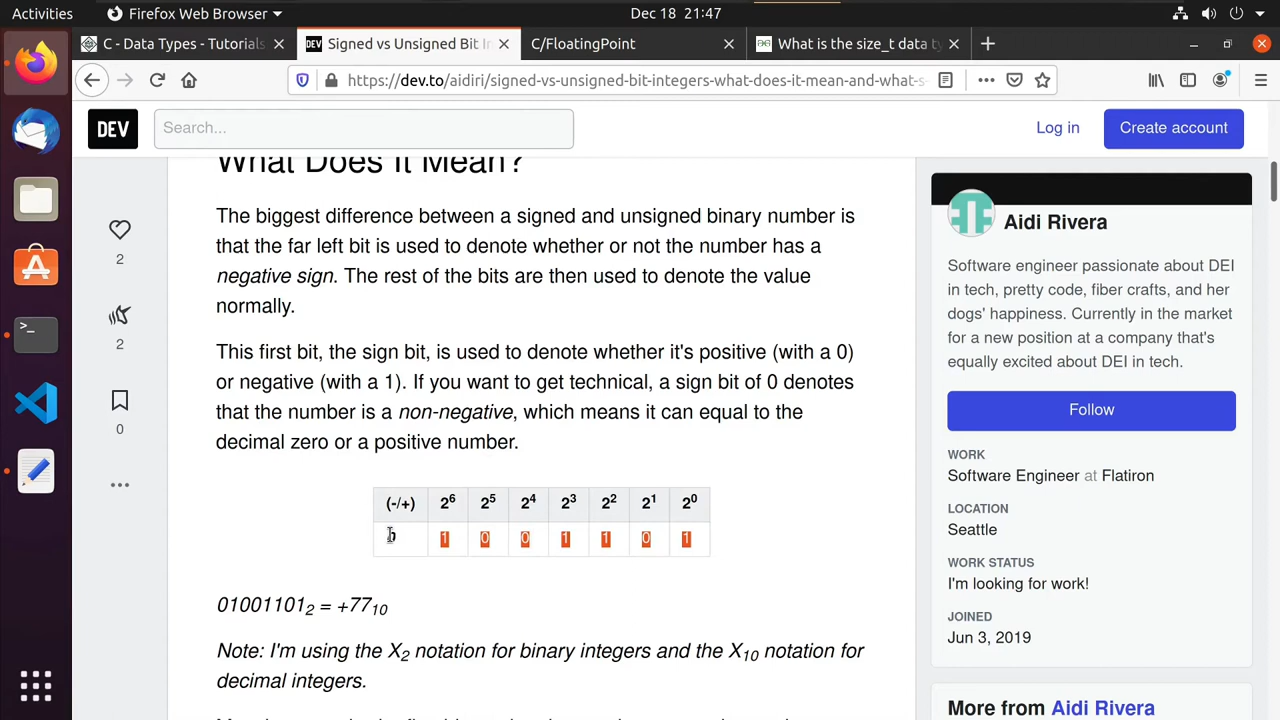 Activities
Firefox Web Browser
Dec 18 21:47
C - Data Types - Tutorials
Signed vs Unsigned Bit In
C/FloatingPoint
What is the size_t data ty
https://dev.to/aidiri/signed-vs-unsigned-bit-integers-what-does-it-mean-and-what-s-
DEV
Search...
Log in
Create account
What Does It Mean?
The biggest difference between a signed and unsigned binary number is
that the far left bit is used to denote whether or not the number has a
negative sign. The rest of the bits are then used to denote the value
normally.
2
2
0
This first bit, the sign bit, is used to denote whether it's positive (with a 0)
or negative (with a 1). If you want to get technical, a sign bit of 0 denotes
that the number is a non-negative, which means it can equal to the
decimal zero or a positive number.
(-/+) 2⁶ 2⁵ 2⁴ 2³ 2² 2¹ 2⁰
0 1 0 0 1 1 0 1
01001101₂ = +77₁₀
Note: I'm using the X₂ notation for binary integers and the X₁₀ notation for
decimal integers.
Aidi Rivera
Software engineer passionate about DEI
in tech, pretty code, fiber crafts, and her
dogs' happiness. Currently in the market
for a new position at a company that's
equally excited about DEI in tech.
Follow
WORK
Software Engineer at Flatiron
LOCATION
Seattle
WORK STATUS
I'm looking for work!
JOINED
Jun 3, 2019
More from Aidi Rivera